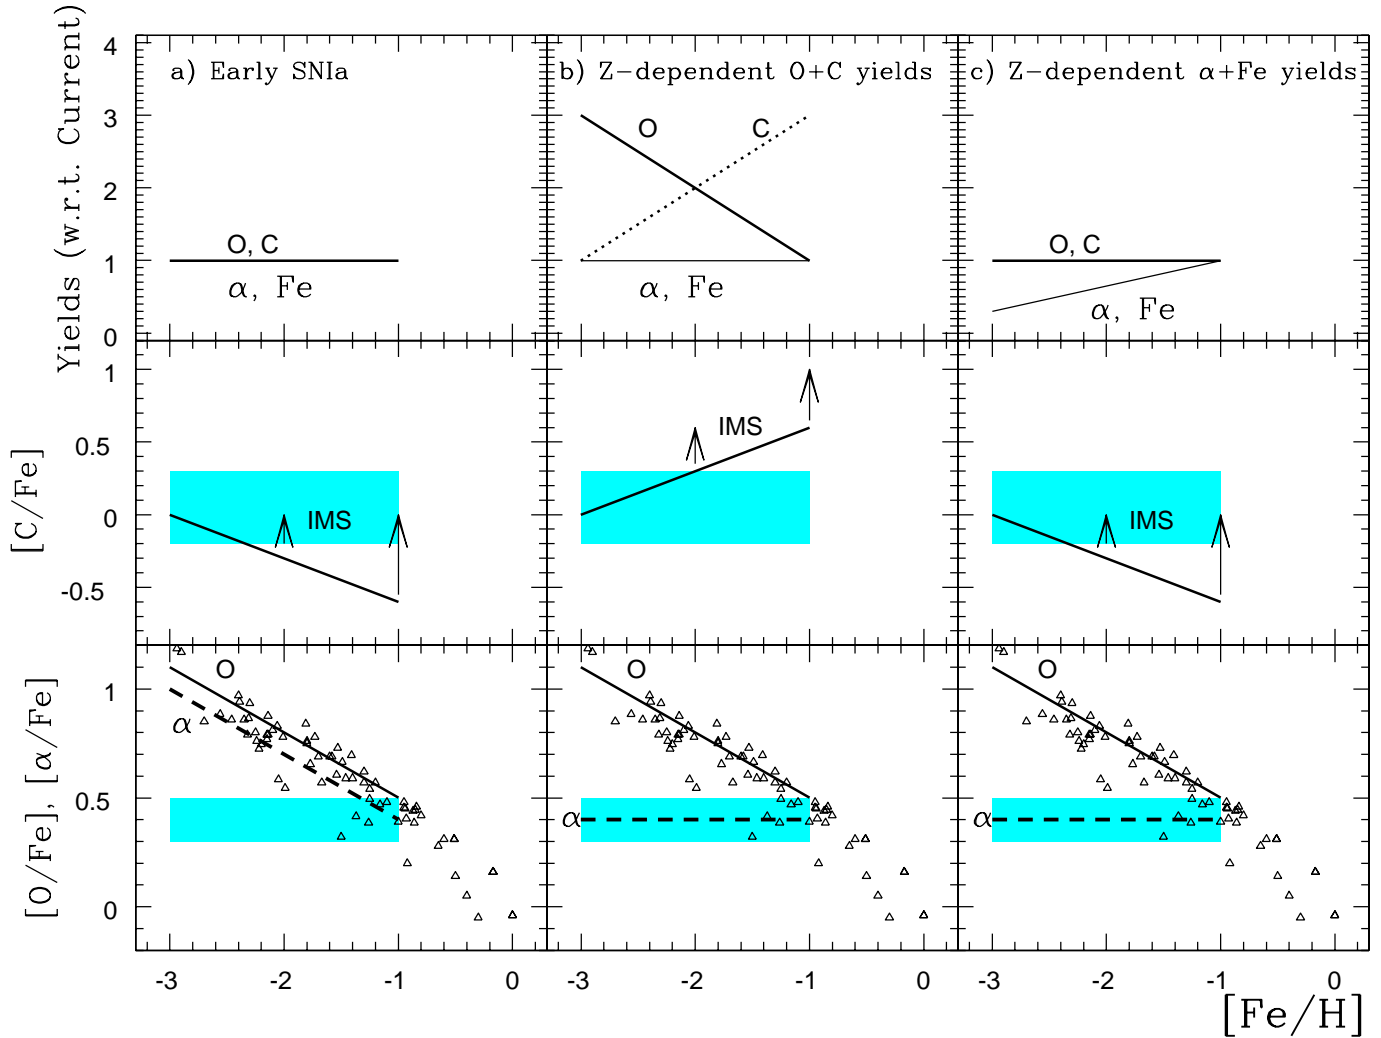 Yields (w.r.t. Current)
4
3
2
1
0
a) Early SNIa
O, C
α, Fe
b) Z-dependent O+C yields
O
C
α, Fe
c) Z-dependent α+Fe yields
O, C
α, Fe
[C/Fe]
1
0.5
0
-0.5
IMS
IMS
IMS
[O/Fe], [α/Fe]
1
0.5
0
O
α
O
α
O
α
-3 -2 -1 0
-3 -2 -1 0
-3 -2 -1 0
[Fe/H]